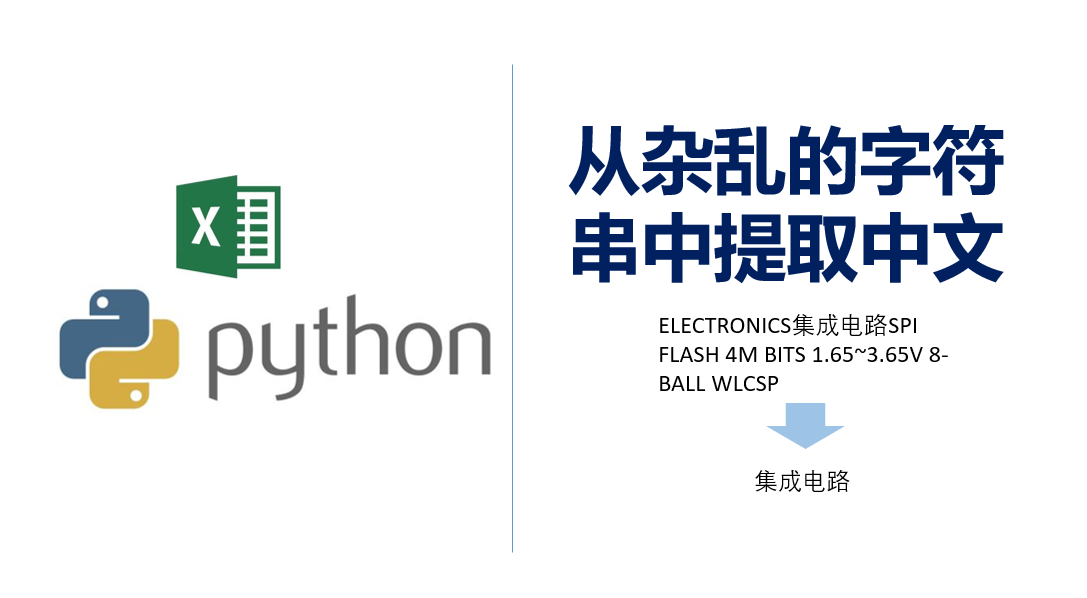 X
python
从杂乱的字符
串中提取中文
ELECTRONICS集成电路SPI
FLASH 4M BITS 1.65~3.65V 8-
BALL WLCSP
集成电路